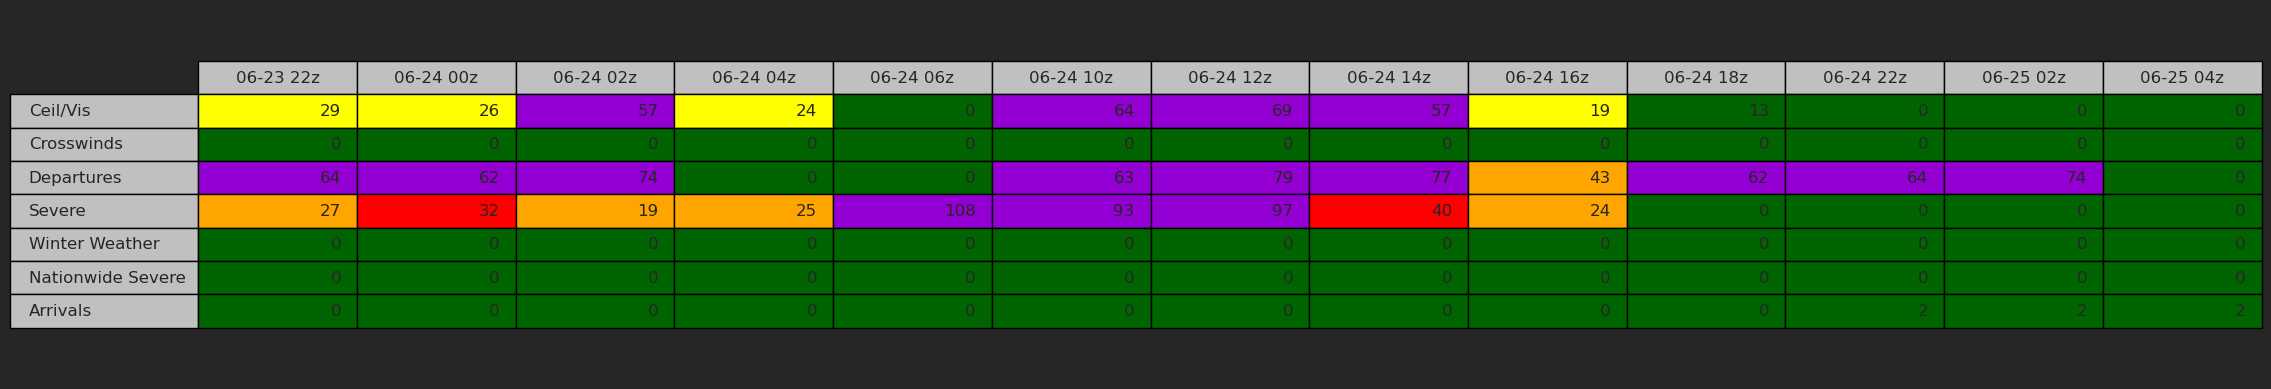 06-23 22z 06-24 00z 06-24 02z 06-24 04z 06-24 06z 06-24 10z 06-24 12z 06-24 14z 06-24 16z 06-24 18z 06-24 22z 06-25 02z 06-25 04z
Ceil/Vis 29 26 57 24 0 64 69 57 19 13 0 0 0
Crosswinds 0 0 0 0 0 0 0 0 0 0 0 0 0
Departures 64 62 74 0 0 63 79 77 43 62 64 74 0
Severe 27 32 19 25 108 93 97 40 24 0 0 0 0
Winter Weather 0 0 0 0 0 0 0 0 0 0 0 0 0
Nationwide Severe 0 0 0 0 0 0 0 0 0 0 0 0 0
Arrivals 0 0 0 0 0 0 0 0 0 0 2 2 2